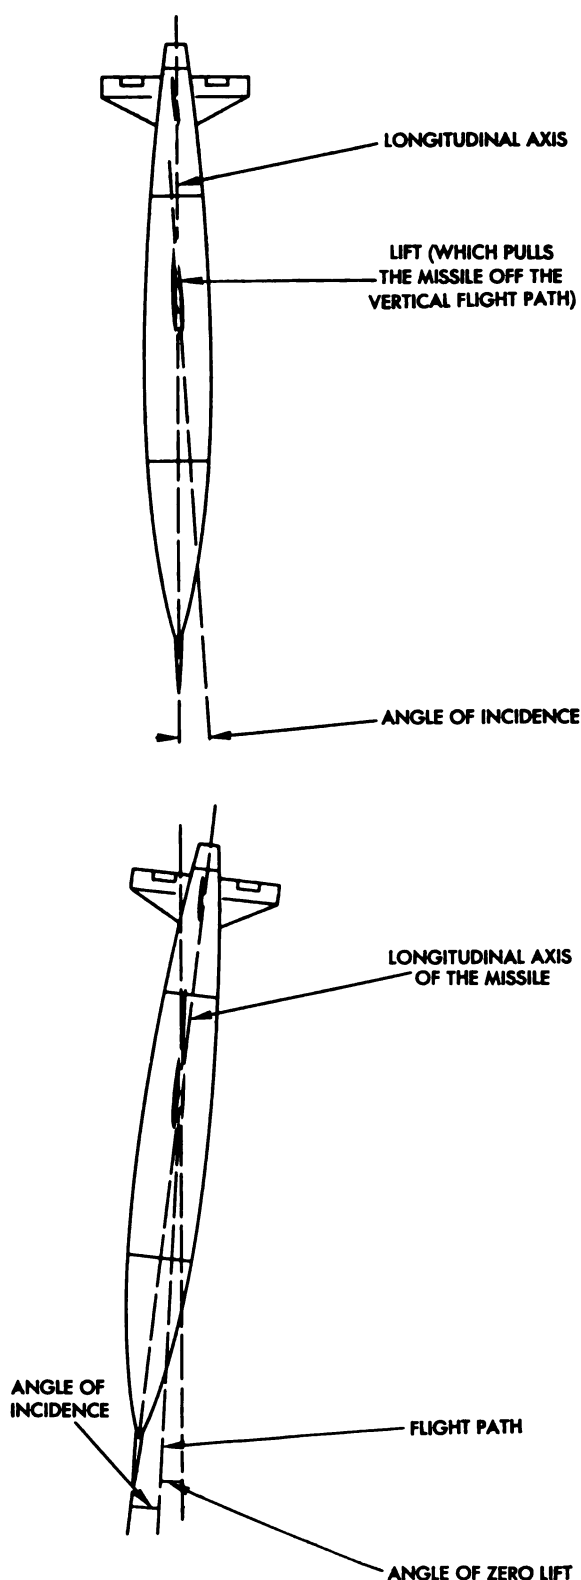 LONGITUDINAL AXIS
LIFT (WHICH PULLS
THE MISSILE OFF THE
VERTICAL FLIGHT PATH)
ANGLE OF INCIDENCE
LONGITUDINAL AXIS
OF THE MISSILE
ANGLE OF
INCIDENCE
FLIGHT PATH
ANGLE OF ZERO LIFT